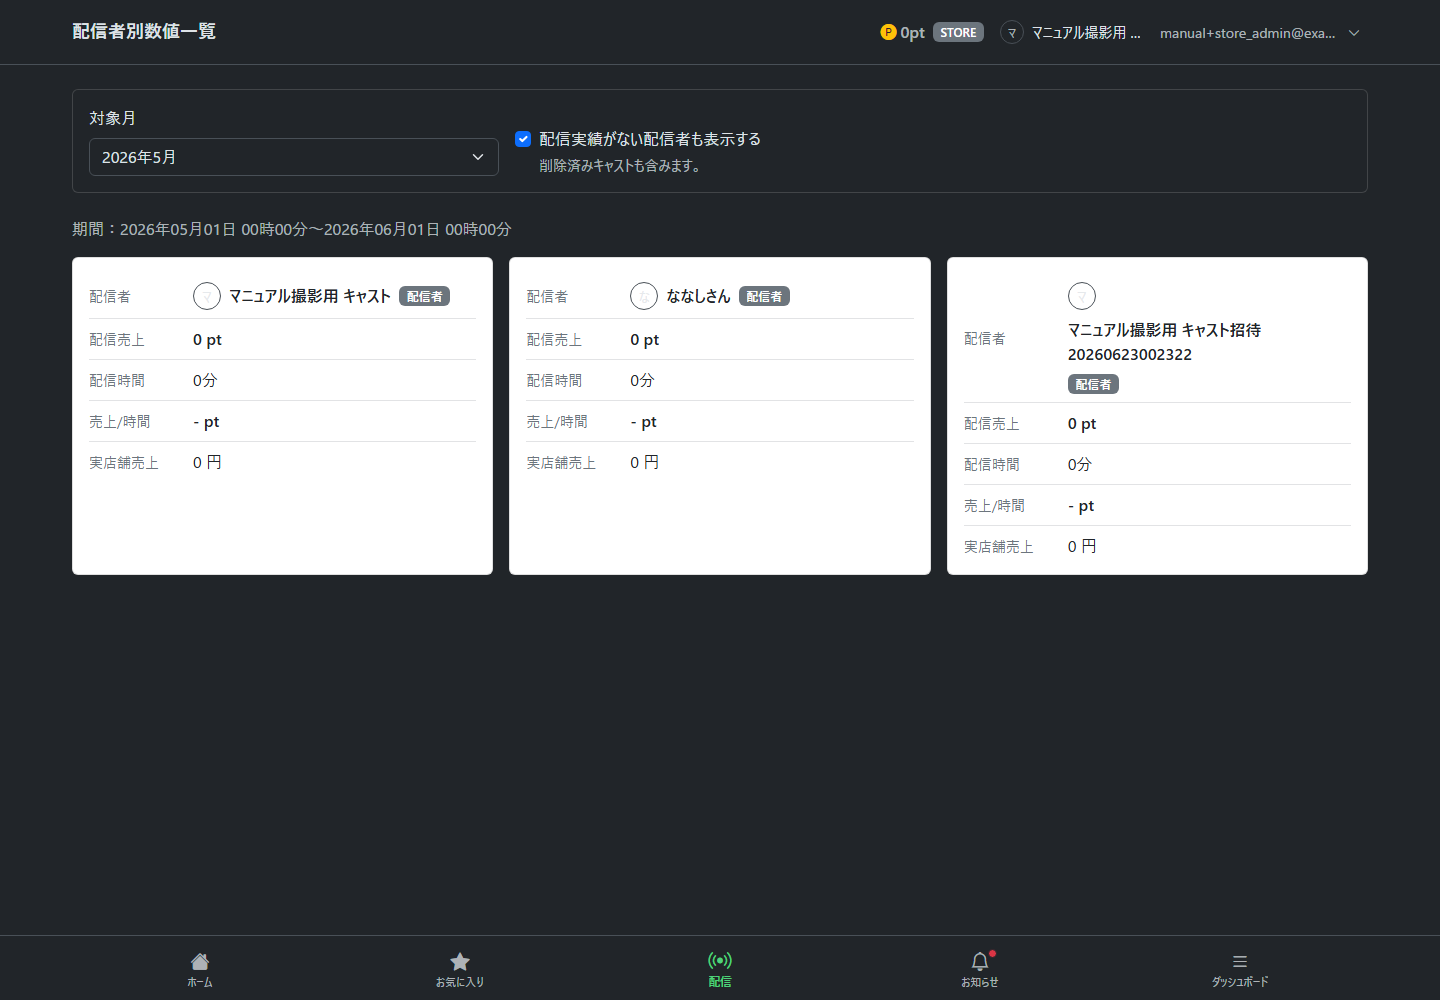 配信者別数値一覧
P 0pt STORE マ マニュアル撮影用 ... manual+store_admin@exa...
対象月
2026年5月
配信実績がない配信者も表示する
削除済みキャストも含みます。
期間：2026年05月01日 00時00分～2026年06月01日 00時00分
配信者 マ マニュアル撮影用 キャスト 配信者
配信売上 0 pt
配信時間 0分
売上/時間 - pt
実店舗売上 0 円
配信者 な ななしさん 配信者
配信売上 0 pt
配信時間 0分
売上/時間 - pt
実店舗売上 0 円
マ
配信者 マニュアル撮影用 キャスト招待
20260623002322
配信者
配信売上 0 pt
配信時間 0分
売上/時間 - pt
実店舗売上 0 円
ホーム お気に入り 配信 お知らせ ダッシュボード